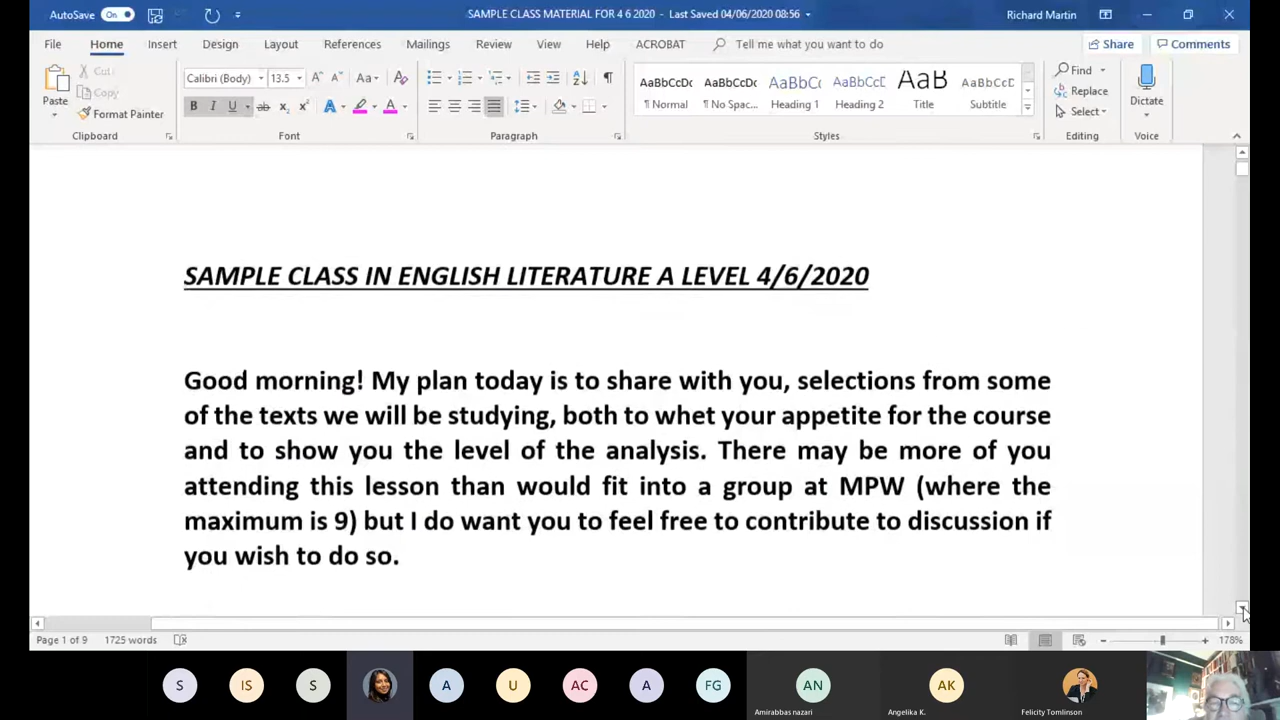 AutoSave On SAMPLE CLASS MATERIAL FOR 4 6 2020 - Last Saved 04/06/2020 08:56 Richard Martin
File Home Insert Design Layout References Mailings Review View Help ACROBAT Tell me what you want to do Share Comments
Paste Cut Copy Format Painter
Calibri (Body) 13.5
AaBbCcDc AaBbCcDc AaBbC( AaBbCcE AaB AaBbCcDc
¶ Normal ¶ No Spac... Heading 1 Heading 2 Title Subtitle
Find Replace Select Dictate
Clipboard Font Paragraph Styles Editing Voice
SAMPLE CLASS IN ENGLISH LITERATURE A LEVEL 4/6/2020
Good morning! My plan today is to share with you, selections from some
of the texts we will be studying, both to whet your appetite for the course
and to show you the level of the analysis. There may be more of you
attending this lesson than would fit into a group at MPW (where the
maximum is 9) but I do want you to feel free to contribute to discussion if
you wish to do so.
Page 1 of 9 1725 words 178%
S IS S A U AC A FG AN AK
Amirabbas nazari Angelika K. Felicity Tomlinson